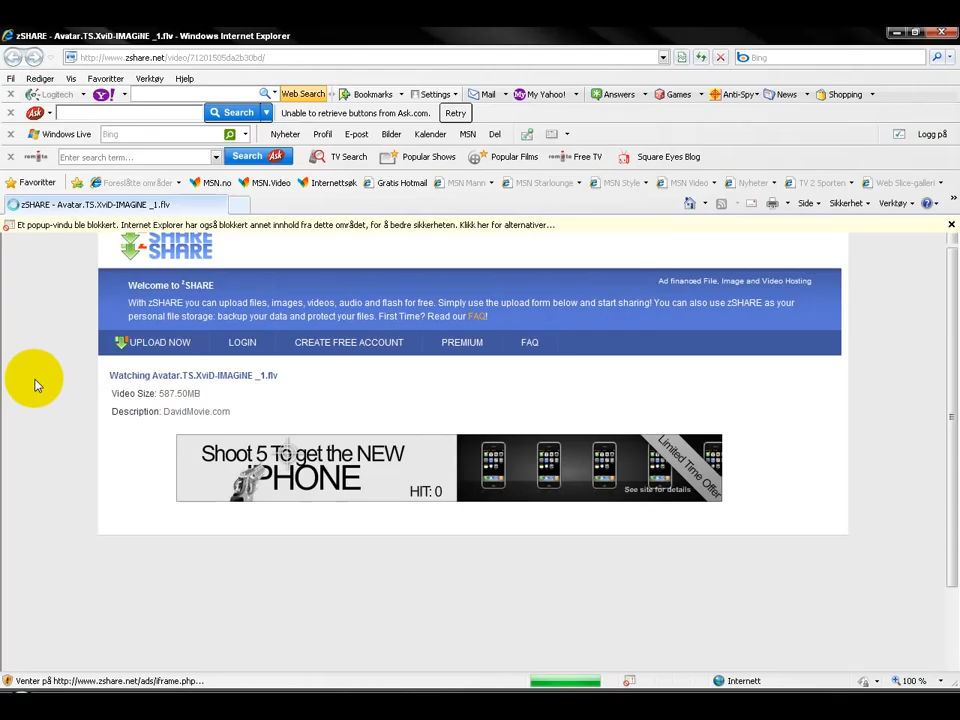 zSHARE - Avatar.TS.XviD-IMAGiNE _1.flv - Windows Internet Explorer
http://www.zshare.net/video/71201505da2b30bd/
Bing
Fil Rediger Vis Favoritter Verktøy Hjelp
Logitech Y! Web Search Bookmarks Settings Mail My Yahoo! Answers Games Anti-Spy News Shopping
Ask Search Unable to retrieve buttons from Ask.com. Retry
Windows Live Bing Nyheter Profil E-post Bilder Kalender MSN Del Logg på
Enter search term... Search Ask TV Search Popular Shows Popular Films Free TV Square Eyes Blog
Favoritter Foreslåtte områder MSN.no MSN.Video Internettsøk Gratis Hotmail MSN Mann MSN Starlounge MSN Style MSN Video Nyheter TV 2 Sporten Web Slice-galleri
zSHARE - Avatar.TS.XviD-IMAGiNE _1.flv Side Sikkerhet Verktøy
Et popup-vindu ble blokkert. Internet Explorer har også blokkert annet innhold fra dette området, for å bedre sikkerheten. Klikk her for alternativer...
SHARE
SHARE
Welcome to zSHARE
Ad financed File, Image and Video Hosting
With zSHARE you can upload files, images, videos, audio and flash for free. Simply use the upload form below and start sharing! You can also use zSHARE as your
personal file storage: backup your data and protect your files. First Time? Read our FAQ!
UPLOAD NOW LOGIN CREATE FREE ACCOUNT PREMIUM FAQ
Watching Avatar.TS.XviD-IMAGiNE _1.flv
Video Size: 587.50MB
Description: DavidMovie.com
Shoot 5 To get the NEW
iPHONE
HIT: 0
Limited Time Offer
See site for details
Venter på http://www.zshare.net/ads/iframe.php...
Internett
100 %